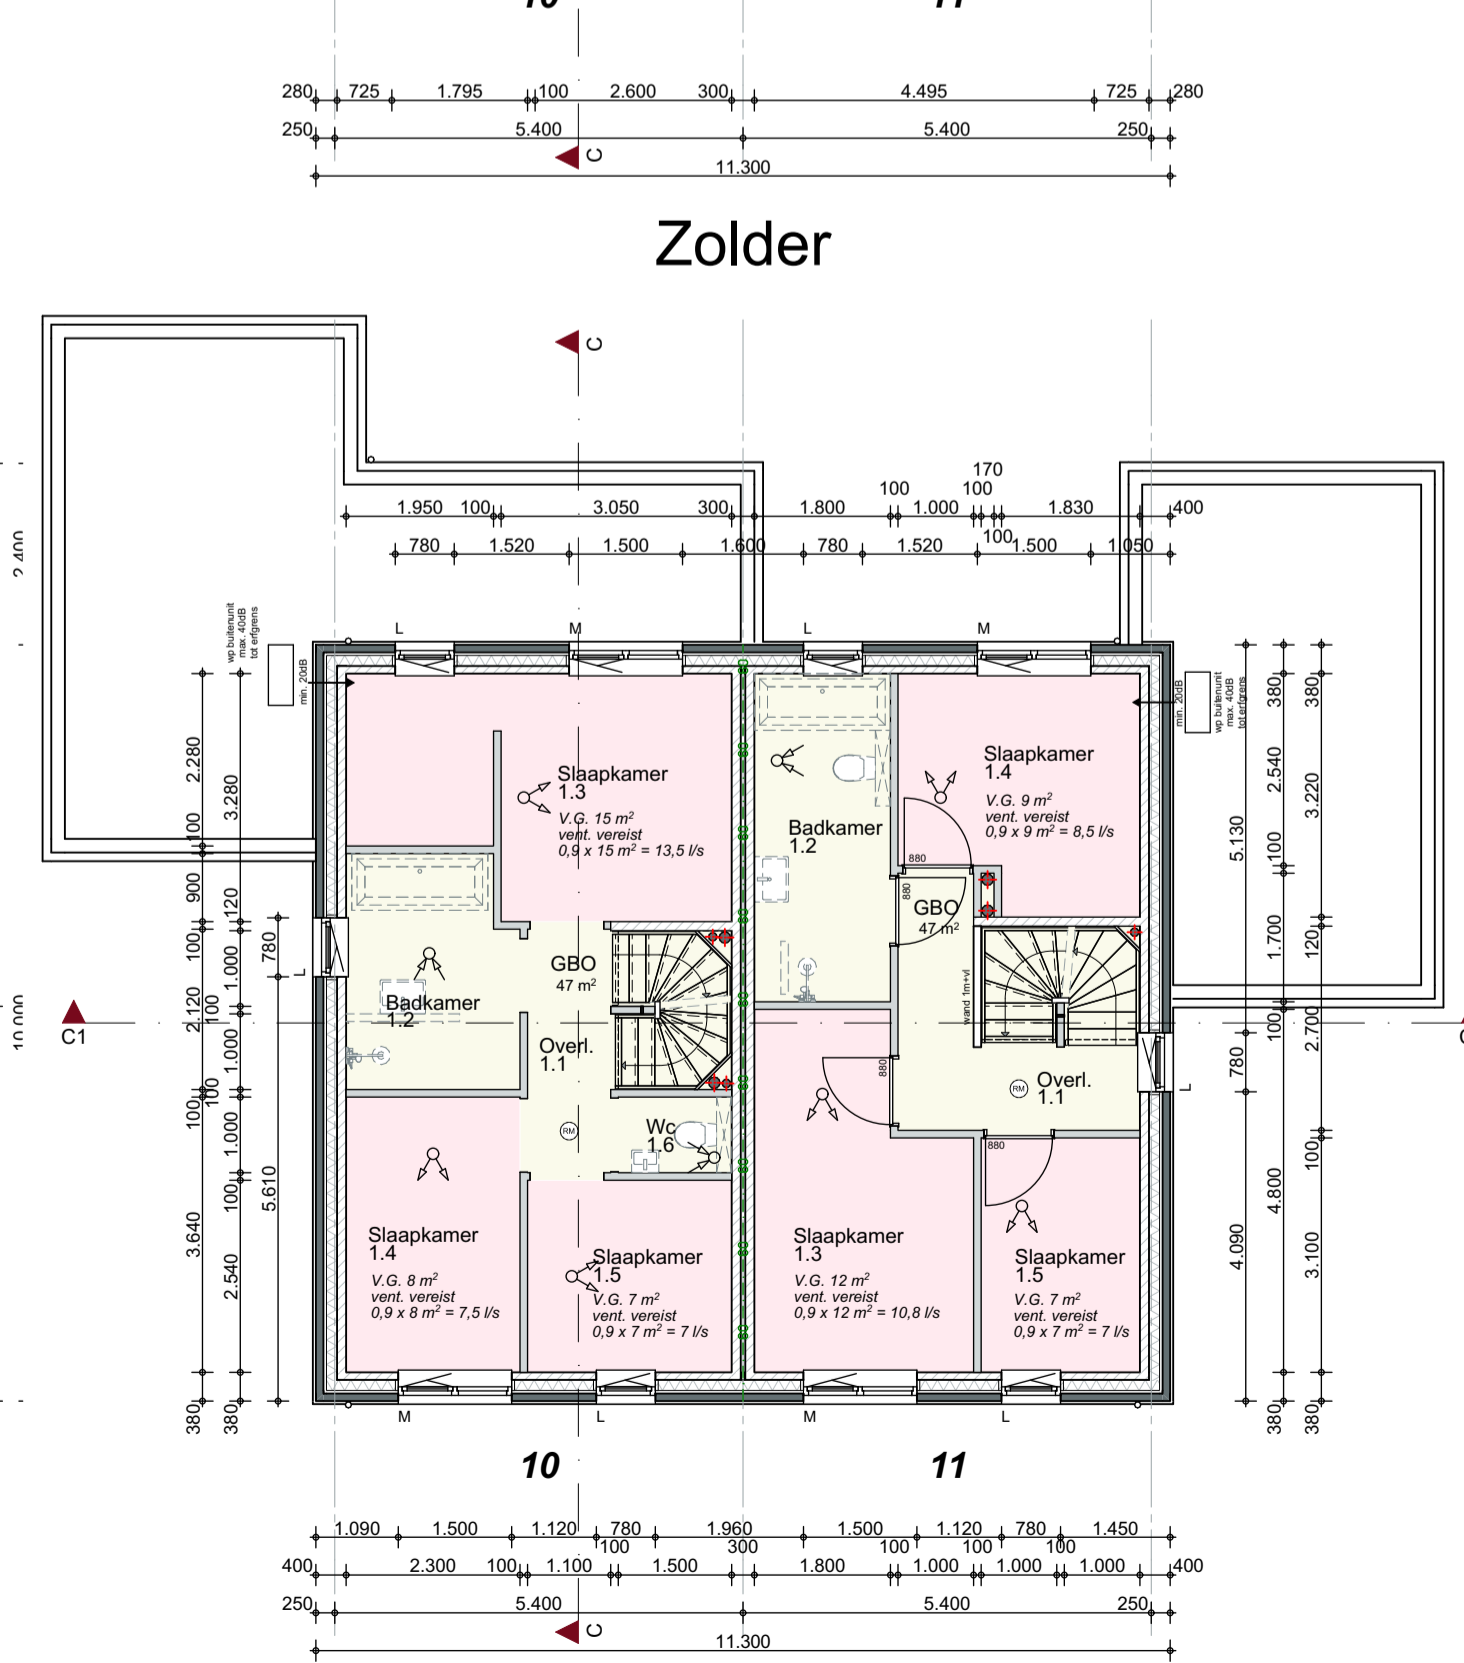 280 725 1.795 100 2.600 300 4.495 725 280
250 5.400 5.400 250
C
11.300
Zolder
C
170
100 100
1.950 100 3.050 300 1.800 1.000 1.830 400
100
780 1.520 1.500 1.600 780 1.520 1.500 1.050
2.400
wp buitenunit
max. 40dB
tot erfgrens
min. 20dB
L M L M
min. 20dB
wp buitenunit
max. 40dB
tot erfgrens
2.280 100 900 100 2.120 100 3.640 380
3.280 120 1.000 100 1.000 100 1.000 100 2.540 380
780 5.610
10.000
C1
L
Slaapkamer
1.3
V.G. 15 m²
vent. vereist
0,9 x 15 m² = 13,5 l/s
Badkamer
1.2
GBO
47 m²
Overl.
1.1
RM
Wc
1.6
Slaapkamer
1.4
V.G. 8 m²
vent. vereist
0,9 x 8 m² = 7,5 l/s
Slaapkamer
1.5
V.G. 7 m²
vent. vereist
0,9 x 7 m² = 7 l/s
Badkamer
1.2
Slaapkamer
1.4
V.G. 9 m²
vent. vereist
0,9 x 9 m² = 8,5 l/s
880
880
GBO
47 m²
wand 1m+vl
880
RM
Overl.
1.1
880
Slaapkamer
1.3
V.G. 12 m²
vent. vereist
0,9 x 12 m² = 10,8 l/s
Slaapkamer
1.5
V.G. 7 m²
vent. vereist
0,9 x 7 m² = 7 l/s
L
5.130 780 4.090
380 2.540 100 1.700 100 4.800 380
380 3.220 120 2.700 100 3.100 380
M L M L
10 11
1.090 1.500 1.120 780 1.960 1.500 1.120 780 1.450
100 300 100 100 100
400 2.300 100 1.100 1.500 1.800 1.000 1.000 1.000 400
250 5.400 5.400 250
C
11.300